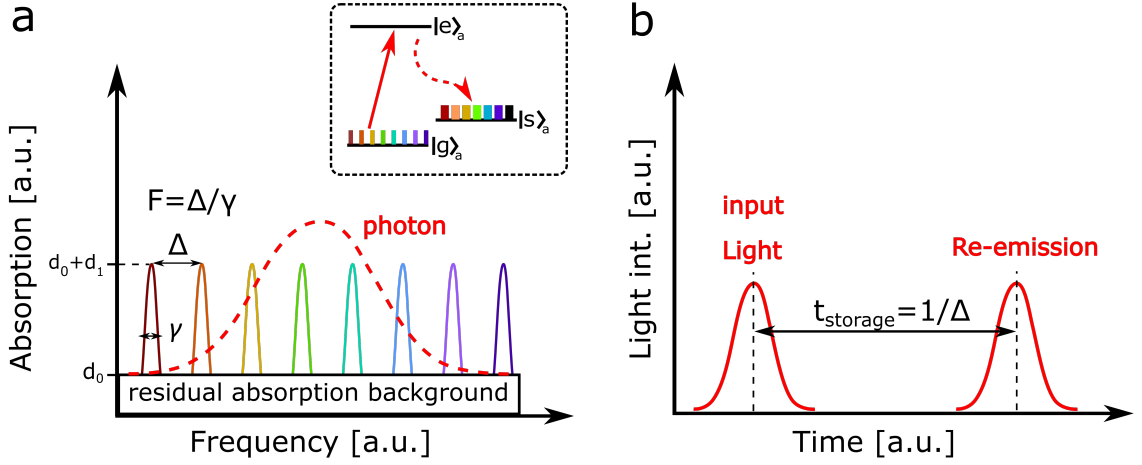 a
|e⟩a
|s⟩a
|g⟩a
Absorption [a.u.]
F=Δ/γ
photon
d0+d1
Δ
γ
d0
residual absorption background
Frequency [a.u.]
b
Light int. [a.u.]
input
Light
Re-emission
tstorage=1/Δ
Time [a.u.]